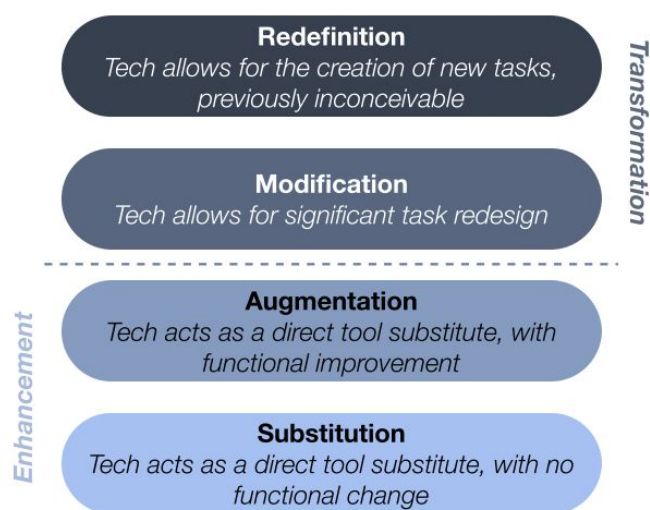 Redefinition
Tech allows for the creation of new tasks,
previously inconceivable
Transformation
Modification
Tech allows for significant task redesign
Augmentation
Tech acts as a direct tool substitute, with
functional improvement
Enhancement
Substitution
Tech acts as a direct tool substitute, with no
functional change